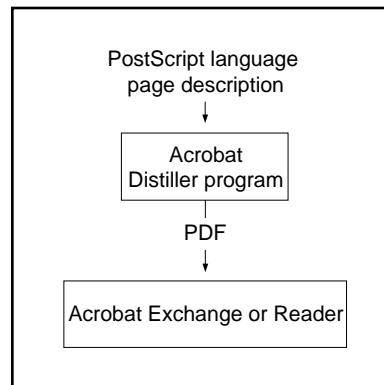 PostScript language
page description
Acrobat
Distiller program
PDF
Acrobat Exchange or Reader